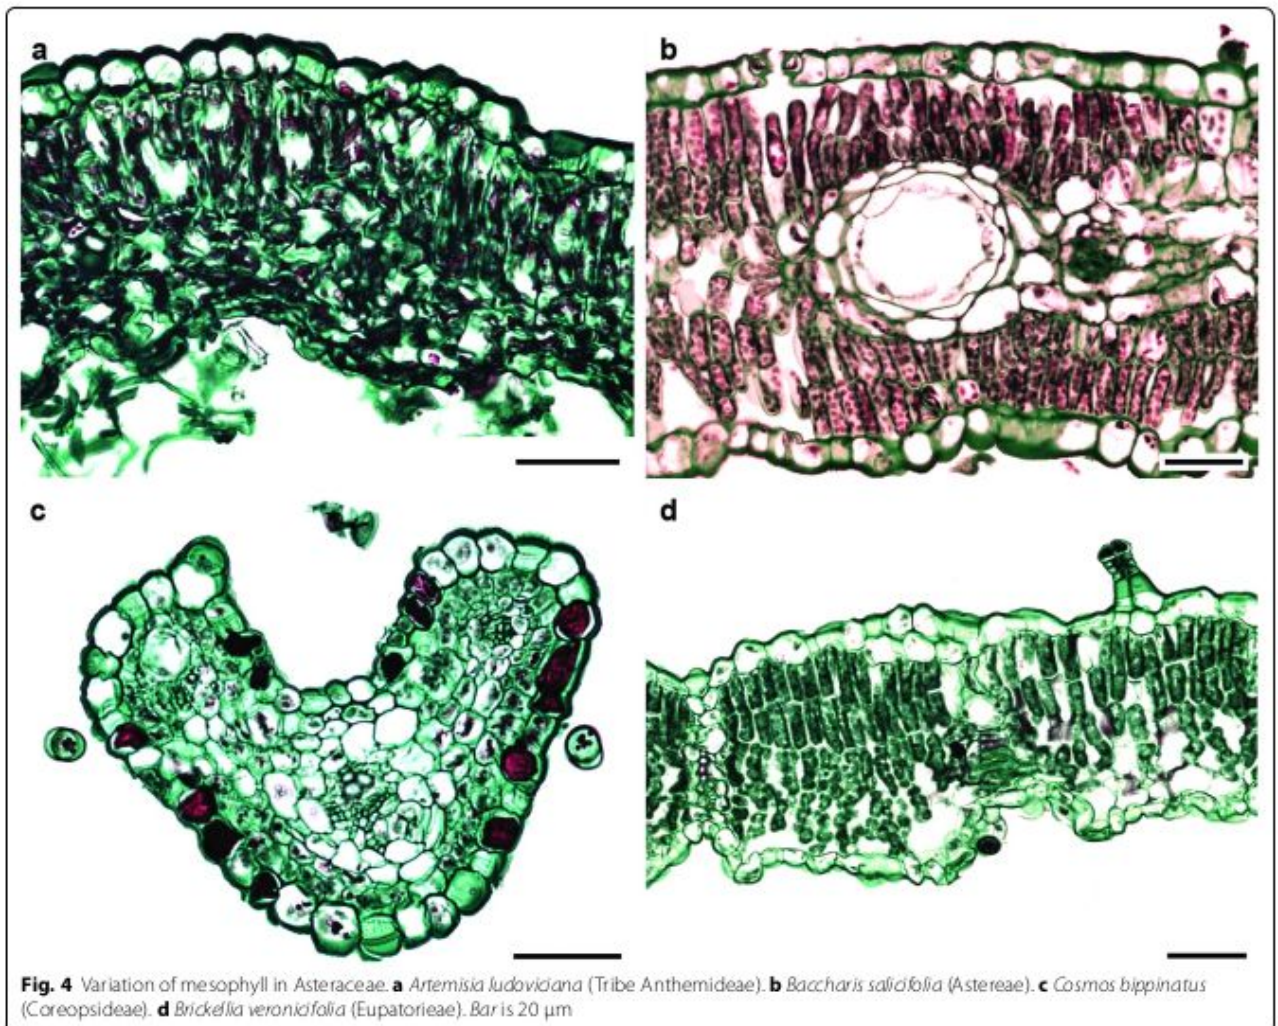 a
b
c
d
Fig. 4 Variation of mesophyll in Asteraceae. a Artemisia ludoviciana (Tribe Anthemideae). b Baccharis salicifolia (Astereae). c Cosmos bippinatus
(Coreopsideae). d Brickellia veronicifolia (Eupatorieae). Bar is 20 μm